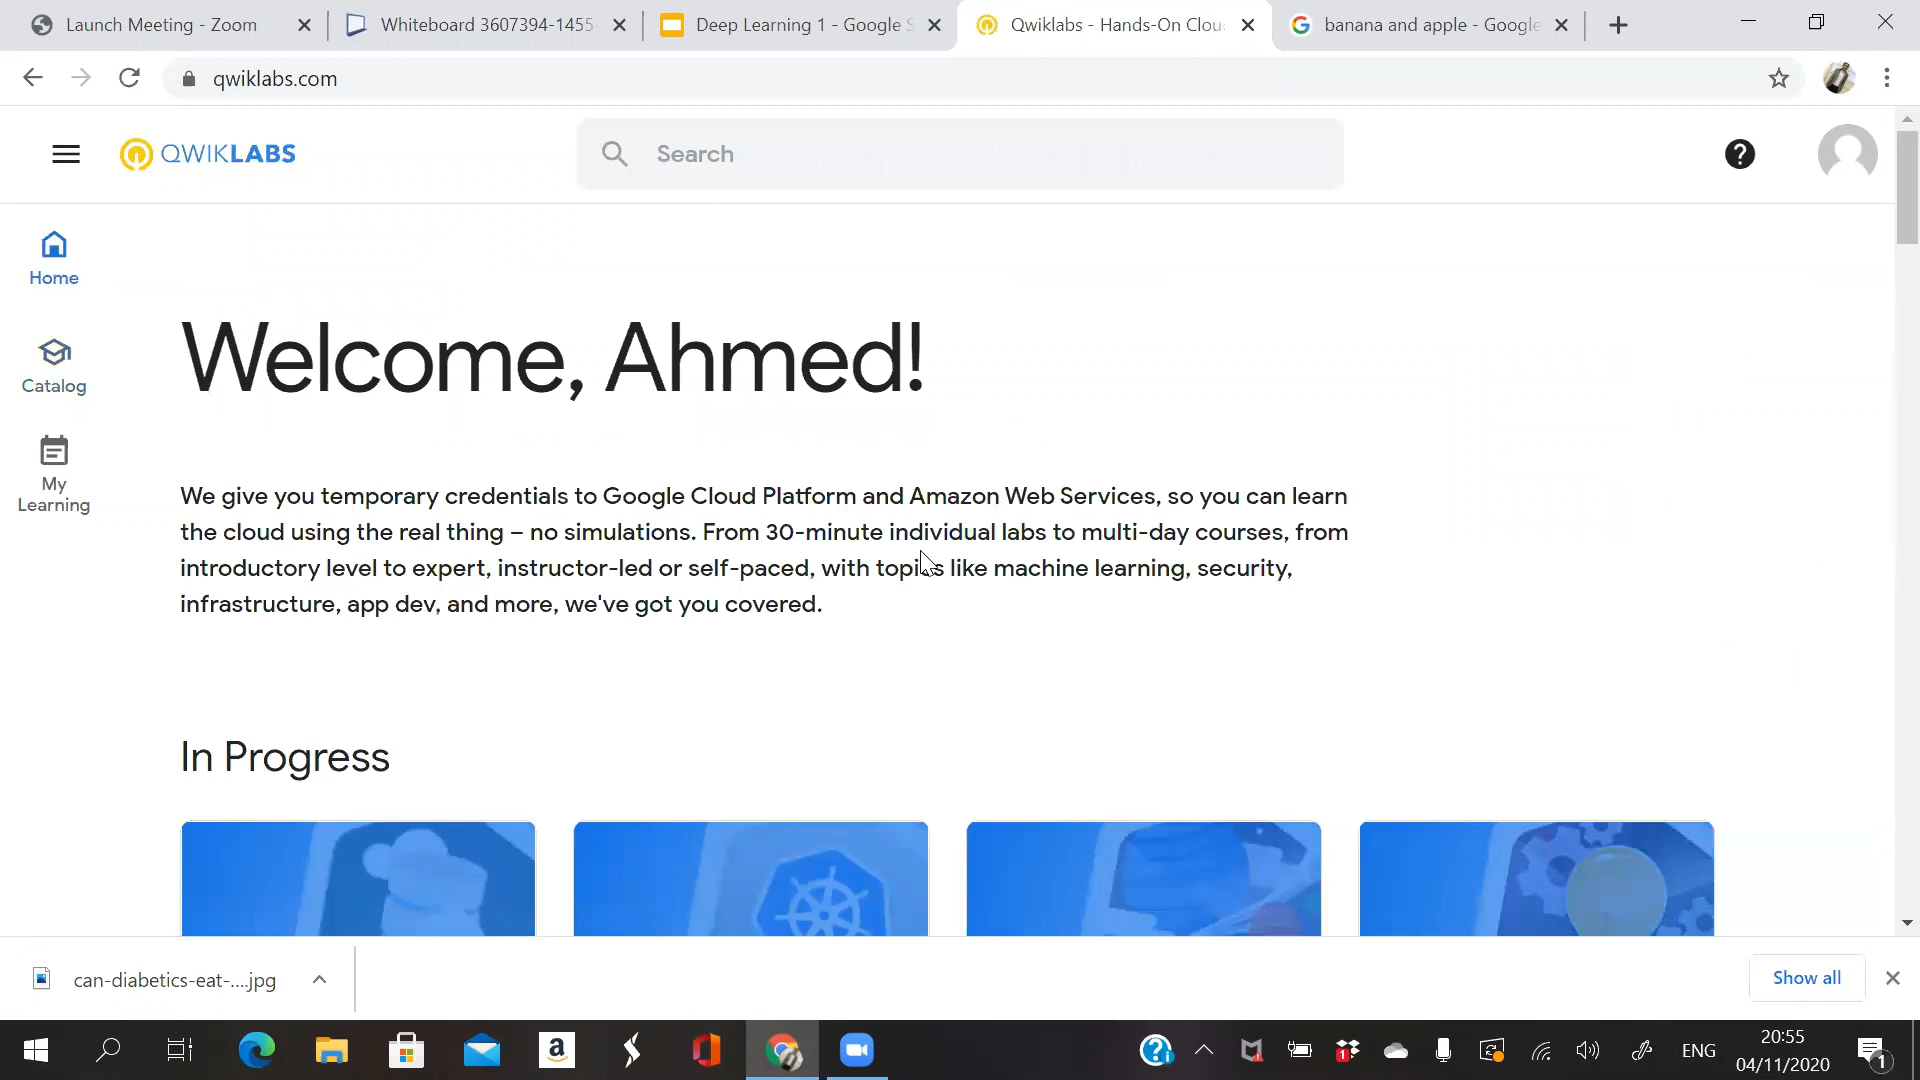 Launch Meeting - Zoom
Whiteboard 3607394-1455
Deep Learning 1 - Google S
Qwiklabs - Hands-On Clou
banana and apple - Google
qwiklabs.com
QWIKLABS
Search
?
Home
Catalog
My
Learning
Welcome, Ahmed!
We give you temporary credentials to Google Cloud Platform and Amazon Web Services, so you can learn
the cloud using the real thing – no simulations. From 30-minute individual labs to multi-day courses, from
introductory level to expert, instructor-led or self-paced, with topics like machine learning, security,
infrastructure, app dev, and more, we've got you covered.
In Progress
can-diabetics-eat-....jpg
Show all
ENG
20:55
04/11/2020
1